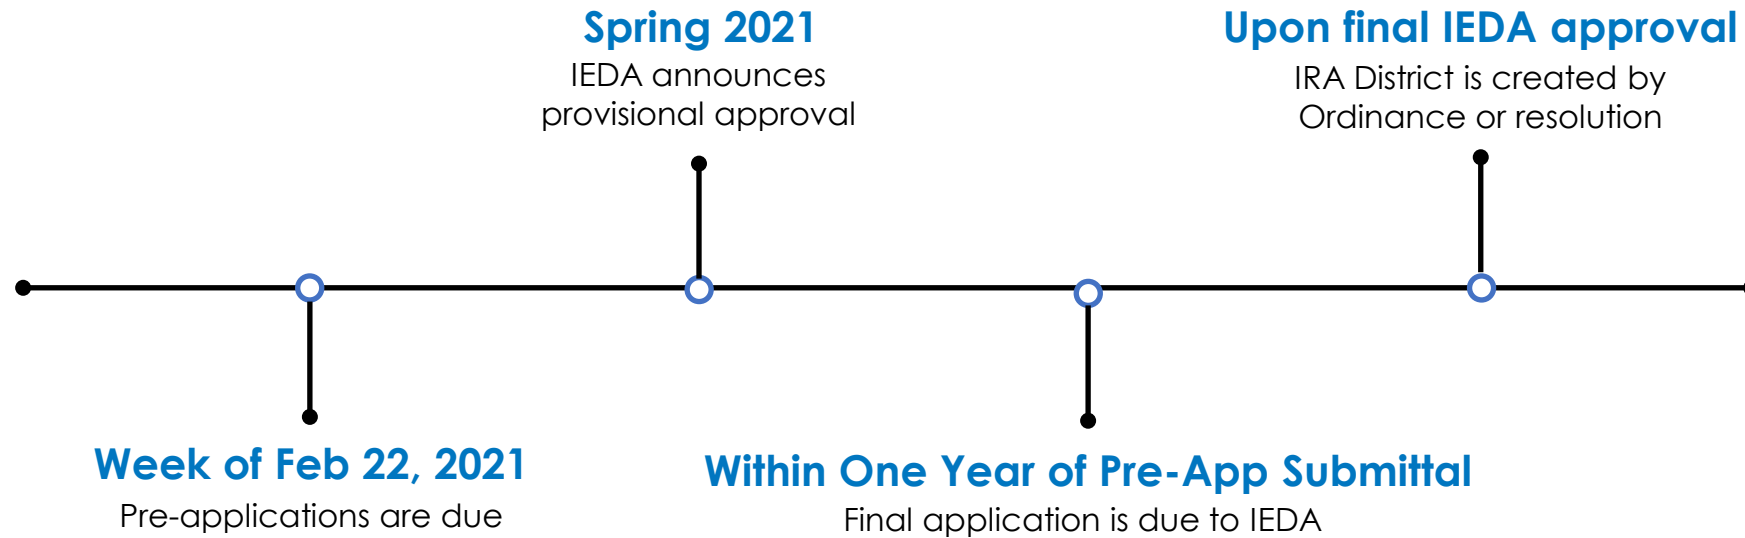 Spring 2021
IEDA announces
provisional approval
Upon final IEDA approval
IRA District is created by
Ordinance or resolution
Week of Feb 22, 2021
Pre-applications are due
Within One Year of Pre-App Submittal
Final application is due to IEDA